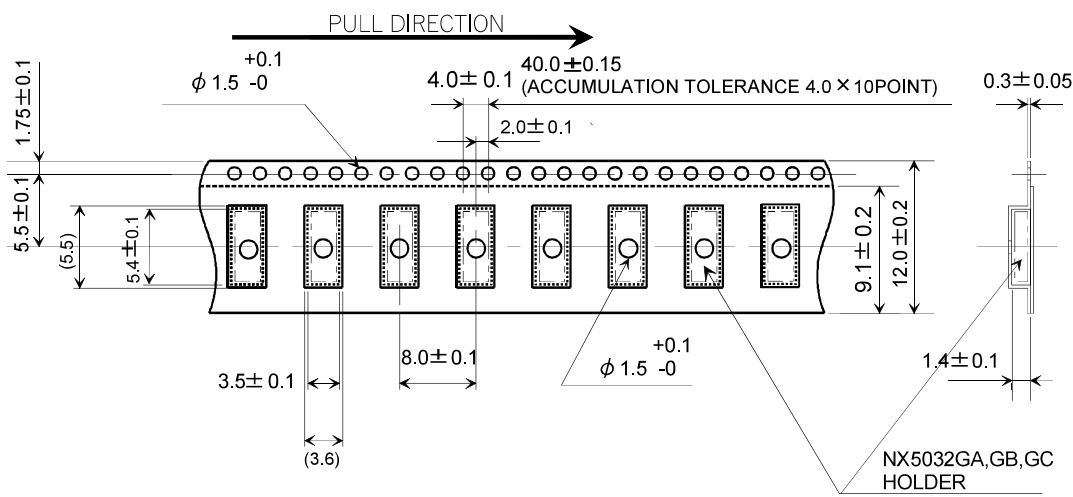 PULL DIRECTION
+0.1
φ 1.5 -0
4.0± 0.1
40.0±0.15
(ACCUMULATION TOLERANCE 4.0 × 10POINT)
0.3± 0.05
1.75± 0.1
2.0± 0.1
5.5± 0.1
(5.5)
5.4± 0.1
9.1± 0.2
12.0± 0.2
3.5± 0.1
8.0± 0.1
+0.1
φ 1.5 -0
1.4± 0.1
(3.6)
NX5032GA,GB,GC
HOLDER